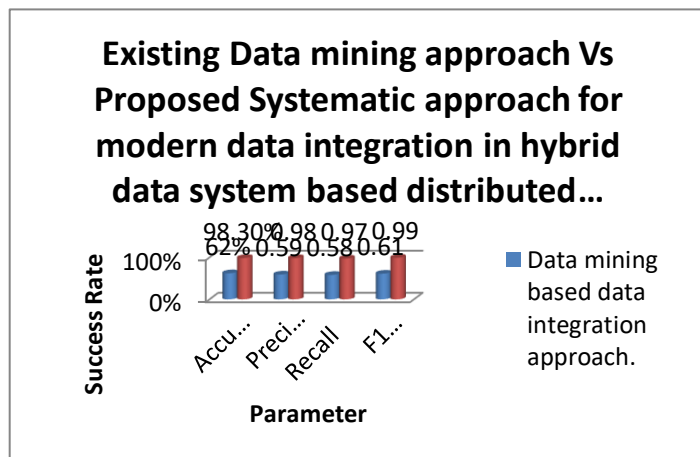 Existing Data mining approach Vs
Proposed Systematic approach for
modern data integration in hybrid
data system based distributed...
98.30% 0.98 0.97 0.99
62% 0.59 0.58 0.61
100%
0%
Success Rate
Accu...
Preci...
Recall
F1...
Parameter
Data mining
based data
integration
approach.